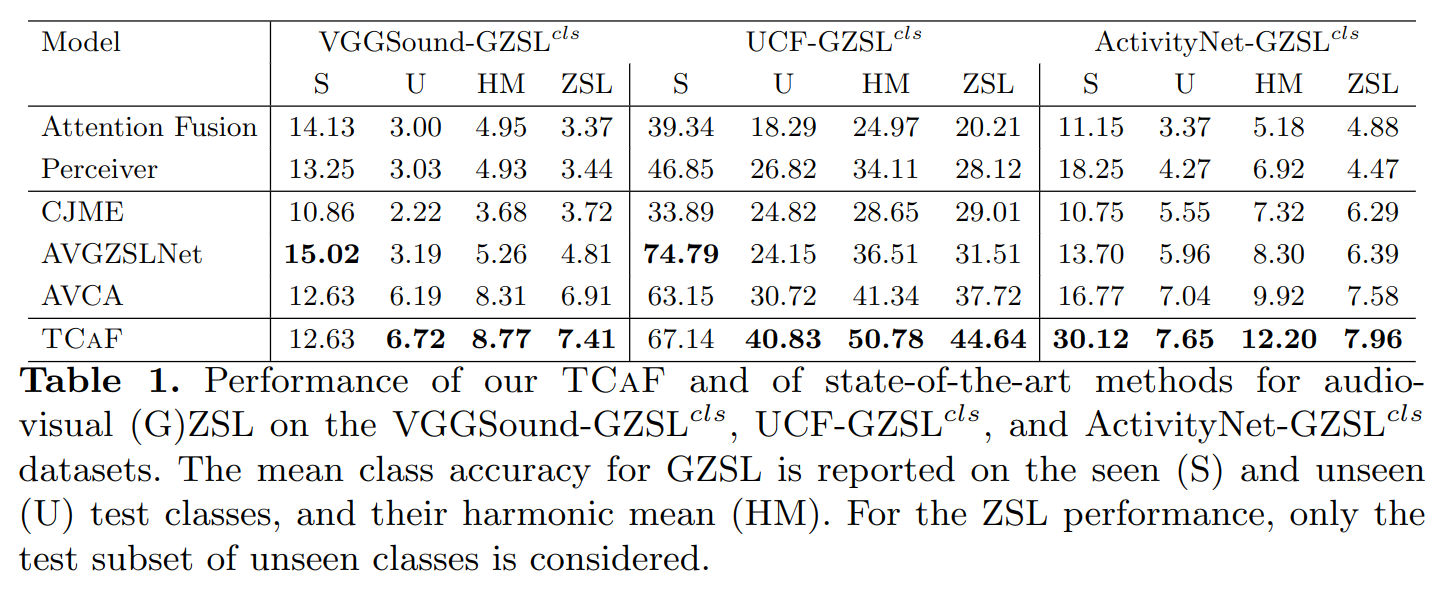 Model VGGSound-GZSL^cls UCF-GZSL^cls ActivityNet-GZSL^cls
S U HM ZSL S U HM ZSL S U HM ZSL
Attention Fusion 14.13 3.00 4.95 3.37 39.34 18.29 24.97 20.21 11.15 3.37 5.18 4.88
Perceiver 13.25 3.03 4.93 3.44 46.85 26.82 34.11 28.12 18.25 4.27 6.92 4.47
CJME 10.86 2.22 3.68 3.72 33.89 24.82 28.65 29.01 10.75 5.55 7.32 6.29
AVGZSLNet 15.02 3.19 5.26 4.81 74.79 24.15 36.51 31.51 13.70 5.96 8.30 6.39
AVCA 12.63 6.19 8.31 6.91 63.15 30.72 41.34 37.72 16.77 7.04 9.92 7.58
TCaF 12.63 6.72 8.77 7.41 67.14 40.83 50.78 44.64 30.12 7.65 12.20 7.96
Table 1. Performance of our TCaF and of state-of-the-art methods for audio-
visual (G)ZSL on the VGGSound-GZSL^cls, UCF-GZSL^cls, and ActivityNet-GZSL^cls
datasets. The mean class accuracy for GZSL is reported on the seen (S) and unseen
(U) test classes, and their harmonic mean (HM). For the ZSL performance, only the
test subset of unseen classes is considered.